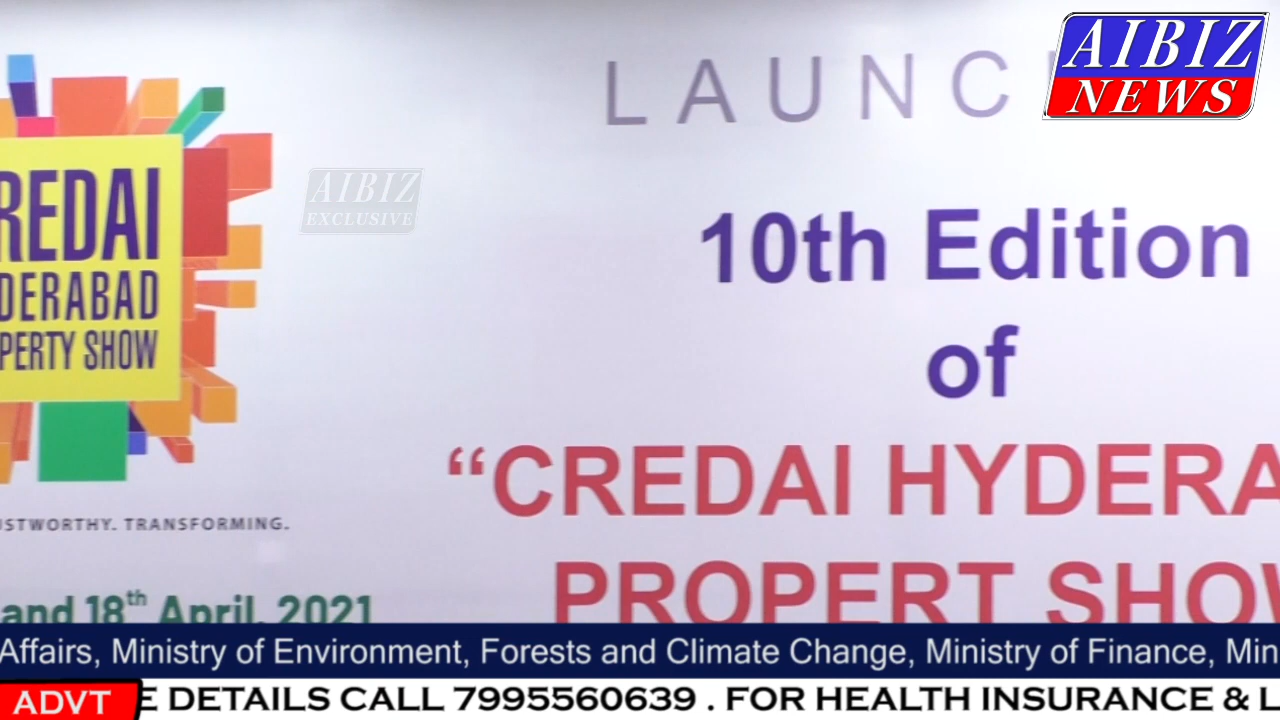 LAUNC
AIBIZ
NEWS
REDAI
DERABAD
PERTY SHOW
AIBIZ
EXCLUSIVE
10th Edition
of
“CREDAI HYDERA
PROPERT SHOW
USTWORTHY. TRANSFORMING.
and 18th April, 2021
Affairs, Ministry of Environment, Forests and Climate Change, Ministry of Finance, Min
ADVT
E DETAILS CALL 7995560639 . FOR HEALTH INSURANCE & L